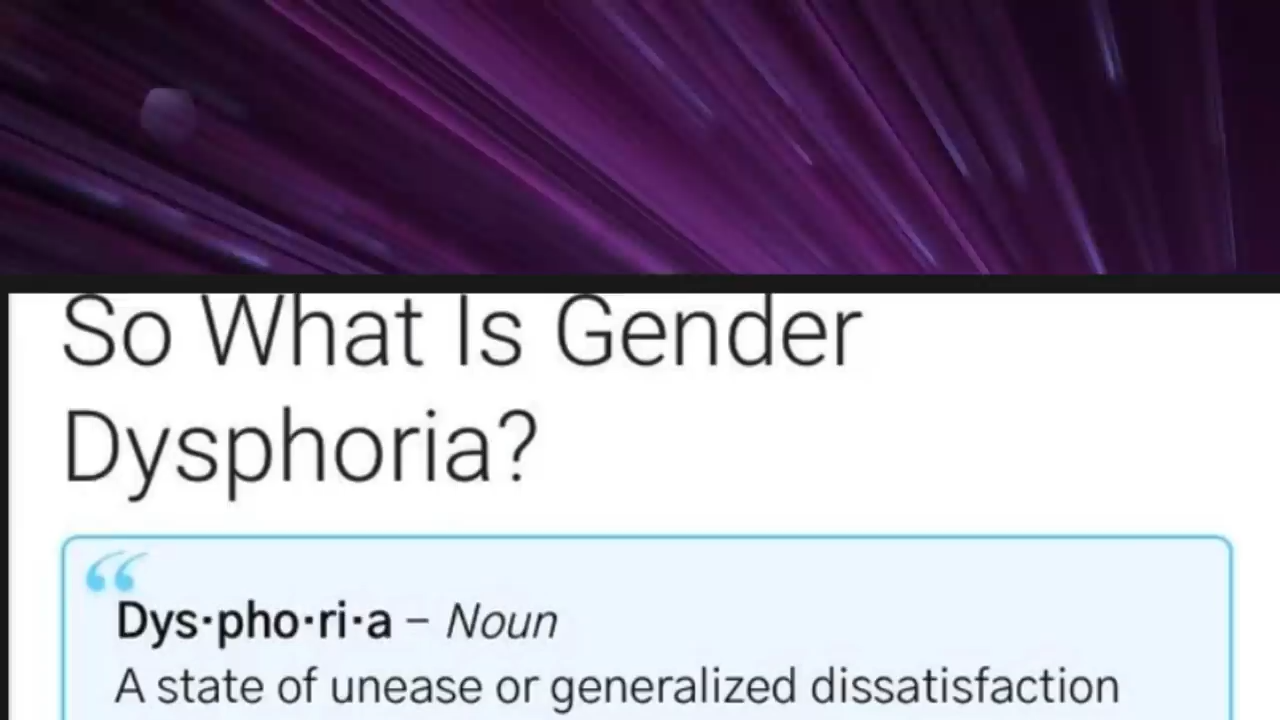 So What Is Gender
Dysphoria?
“
Dys·pho·ri·a – Noun
A state of unease or generalized dissatisfaction